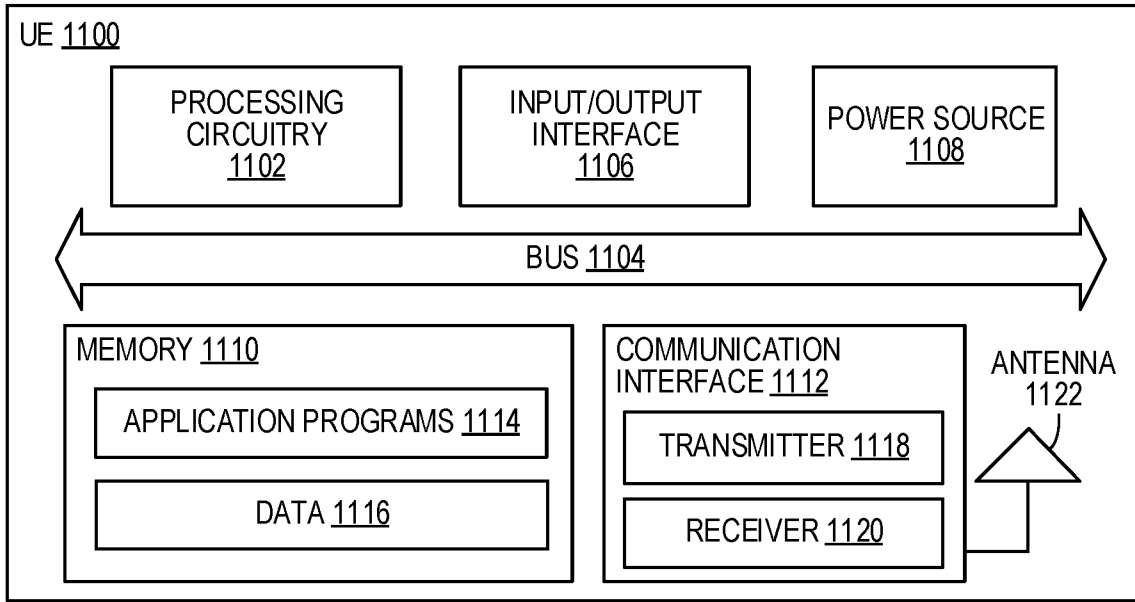 UE 1100
PROCESSING
CIRCUITRY
1102
INPUT/OUTPUT
INTERFACE
1106
POWER SOURCE
1108
BUS 1104
MEMORY 1110
APPLICATION PROGRAMS 1114
DATA 1116
COMMUNICATION
INTERFACE 1112
TRANSMITTER 1118
RECEIVER 1120
ANTENNA
1122